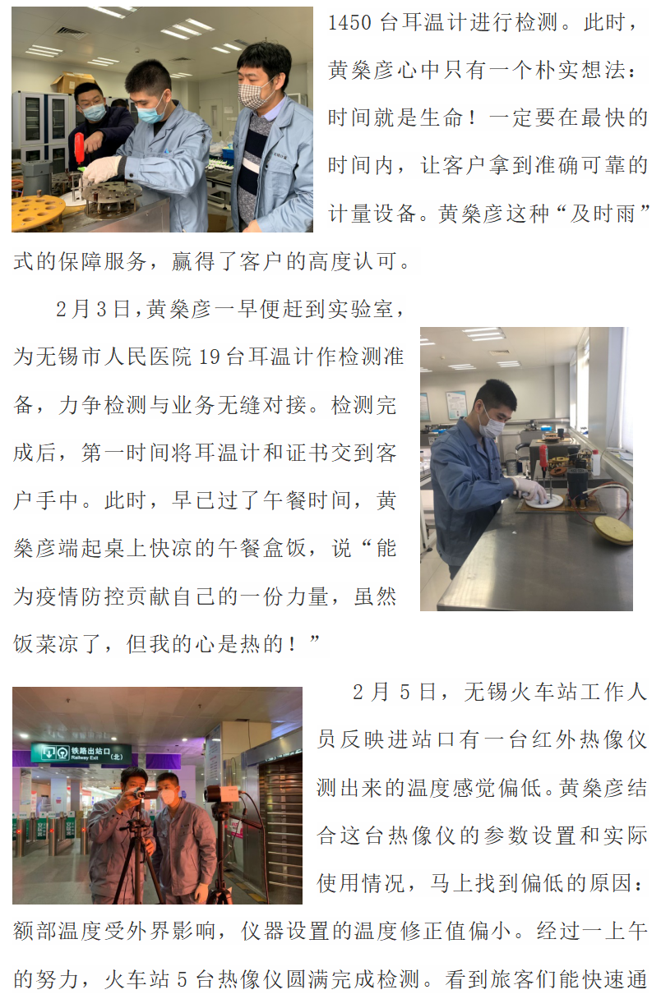 1450 台耳温计进行检测。此时，
黄燊彦心中只有一个朴实想法：
时间就是生命！一定要在最快的
时间内，让客户拿到准确可靠的
计量设备。黄燊彦这种“及时雨”
式的保障服务，赢得了客户的高度认可。
2月3日，黄燊彦一早便赶到实验室，
为无锡市人民医院19台耳温计作检测准
备，力争检测与业务无缝对接。检测完
成后，第一时间将耳温计和证书交到客
户手中。此时，早已过了午餐时间，黄
燊彦端起桌上快凉的午餐盒饭，说“能
为疫情防控贡献自己的一份力量，虽然
饭菜凉了，但我的心是热的！”
铁路出站口
Railway Exit （北）
2 月 5 日，无锡火车站工作人
员反映进站口有一台红外热像仪
测出来的温度感觉偏低。黄燊彦结
合这台热像仪的参数设置和实际
使用情况，马上找到偏低的原因：
额部温度受外界影响，仪器设置的温度修正值偏小。经过一上午
的努力，火车站 5 台热像仪圆满完成检测。看到旅客们能快速通